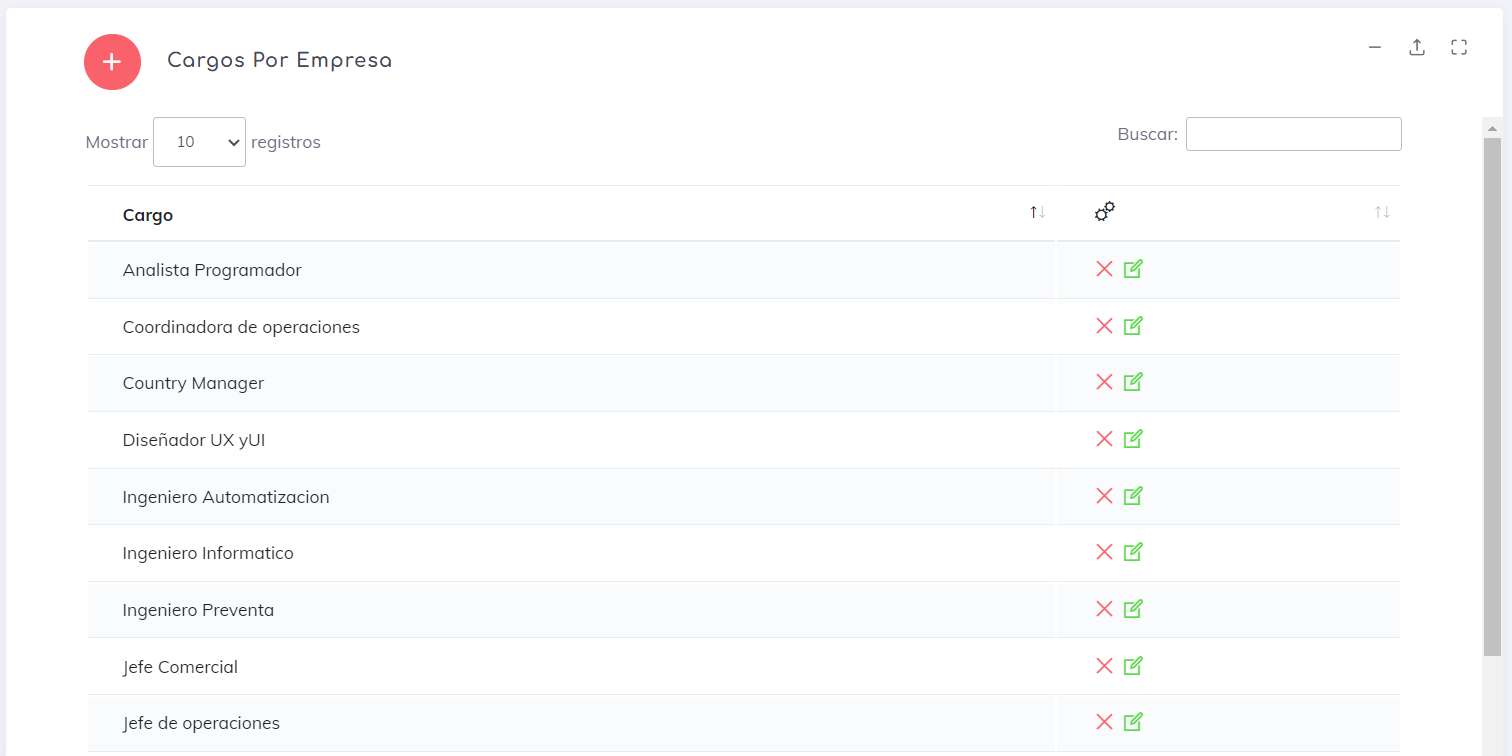 Cargos Por Empresa
Mostrar 10 registros
Buscar:
Cargo
Analista Programador
Coordinadora de operaciones
Country Manager
Diseñador UX yUI
Ingeniero Automatizacion
Ingeniero Informatico
Ingeniero Preventa
Jefe Comercial
Jefe de operaciones